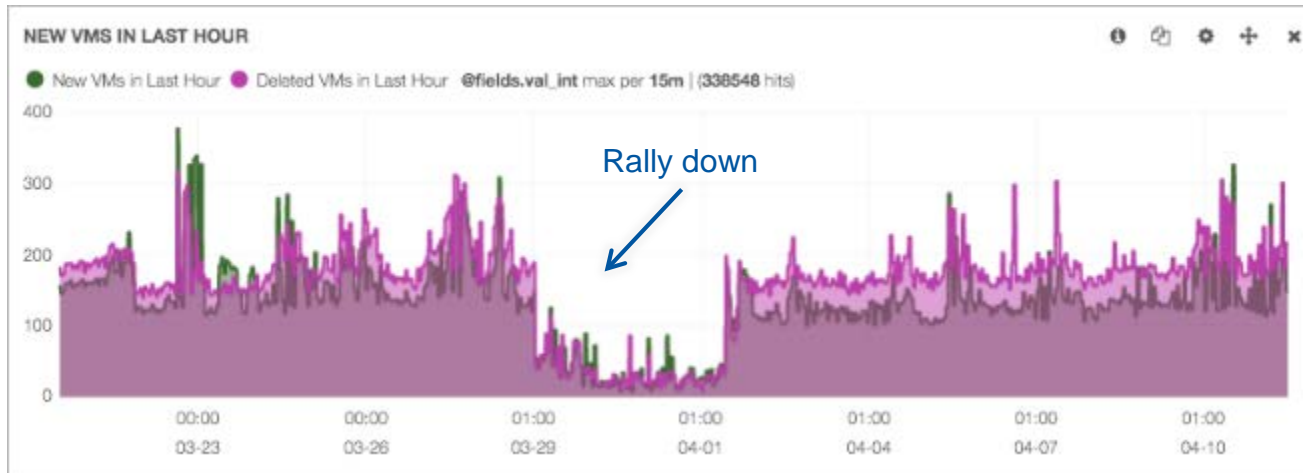 NEW VMS IN LAST HOUR
New VMs in Last Hour Deleted VMs in Last Hour @fields.val_int max per 15m | (338548 hits)
400
300
200
100
0
Rally down
00:00 00:00 01:00 01:00 01:00 01:00 01:00
03-23 03-26 03-29 04-01 04-04 04-07 04-10